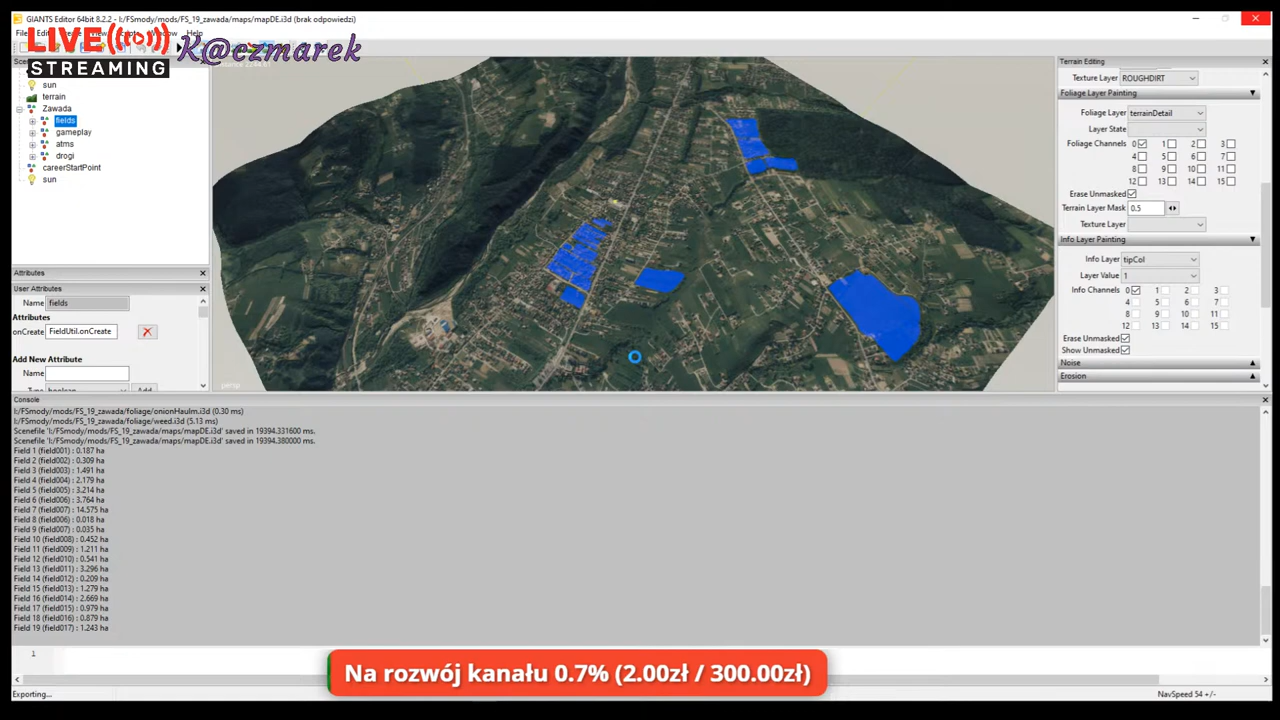 GIANTS Editor 64bit 8.2.2 - I:/FSmody/mods/FS_19_zawada/maps/mapDE.i3d (brak odpowiedzi)
Help
LIVE
STREAMING
K@czmarek
sun
terrain
Zawada
fields
gameplay
atms
drogi
careerStartPoint
sun
Attributes
User Attributes
Name fields
Attributes
onCreate FieldUtil.onCreate
Add New Attribute
Name
Type boolean Add
persp
Terrain Editing
Texture Layer ROUGHDIRT
Foliage Layer Painting
Foliage Layer terrainDetail
Layer State
Foliage Channels 0 1 2 3
4 5 6 7
8 9 10 11
12 13 14 15
Erase Unmasked
Terrain Layer Mask 0.5
Texture Layer
Info Layer Painting
Info Layer tipCol
Layer Value 1
Info Channels 0 1 2 3
4 5 6 7
8 9 10 11
12 13 14 15
Erase Unmasked
Show Unmasked
Noise
Erosion
Console
I:/FSmody/mods/FS_19_zawada/foliage/onionHaulm.i3d (0.30 ms)
I:/FSmody/mods/FS_19_zawada/foliage/weed.i3d (5.13 ms)
Scenefile 'I:/FSmody/mods/FS_19_zawada/maps/mapDE.i3d' saved in 19394.331600 ms.
Scenefile 'I:/FSmody/mods/FS_19_zawada/maps/mapDE.i3d' saved in 19394.380000 ms.
Field 1 (field001) : 0.187 ha
Field 2 (field002) : 0.309 ha
Field 3 (field003) : 1.491 ha
Field 4 (field004) : 2.179 ha
Field 5 (field005) : 3.214 ha
Field 6 (field006) : 3.764 ha
Field 7 (field007) : 14.575 ha
Field 8 (field006) : 0.018 ha
Field 9 (field007) : 0.035 ha
Field 10 (field008) : 0.452 ha
Field 11 (field009) : 1.211 ha
Field 12 (field010) : 0.541 ha
Field 13 (field011) : 3.296 ha
Field 14 (field012) : 0.209 ha
Field 15 (field013) : 1.279 ha
Field 16 (field014) : 2.669 ha
Field 17 (field015) : 0.979 ha
Field 18 (field016) : 0.879 ha
Field 19 (field017) : 1.243 ha
1
Na rozwój kanału 0.7% (2.00zł / 300.00zł)
Exporting...
NavSpeed 54 +/-